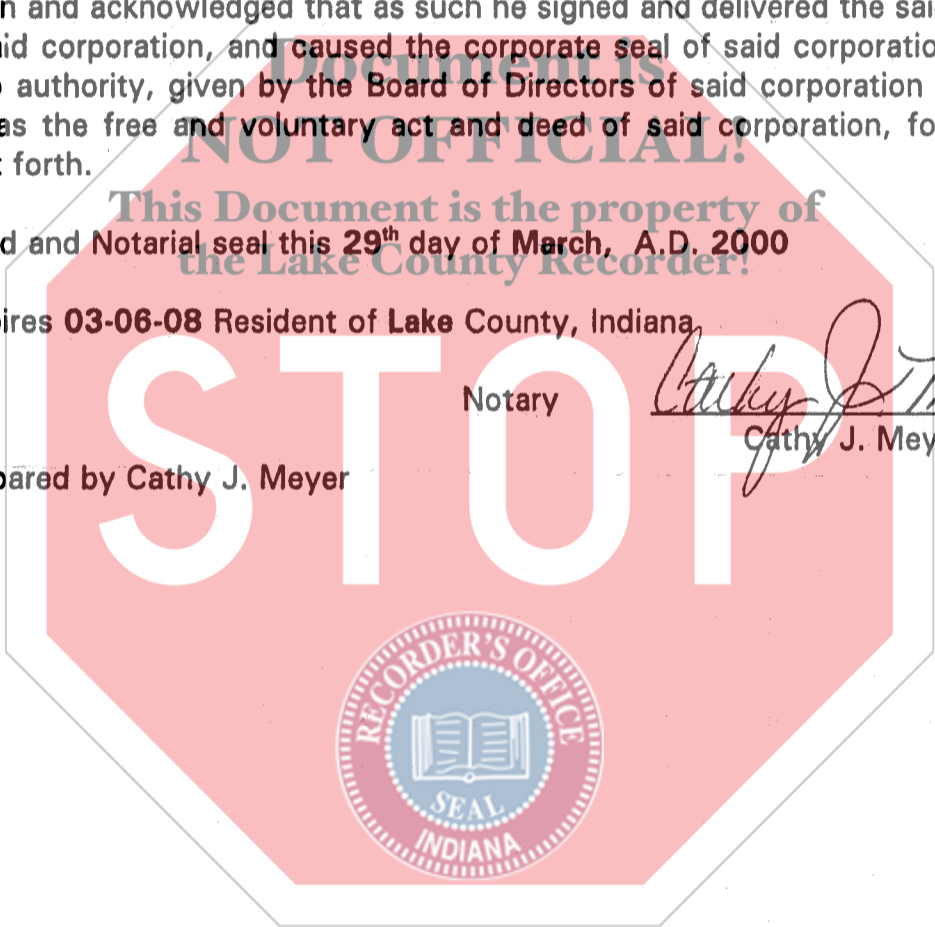 n and acknowledged that as such he signed and delivered the sai
id corporation, and caused the corporate seal of said corporatio
authority, given by the Board of Directors of said corporation
as the free and voluntary act and deed of said corporation, fo
forth.
Document is
NOT OFFICIAL!
This Document is the property of
the Lake County Recorder!
d and Notarial seal this 29th day of March, A.D. 2000
ires 03-06-08 Resident of Lake County, Indiana
Notary
Cathy J. Mey
pared by Cathy J. Meyer
STOP
RECORDER'S OFFICE
SEAL
INDIANA